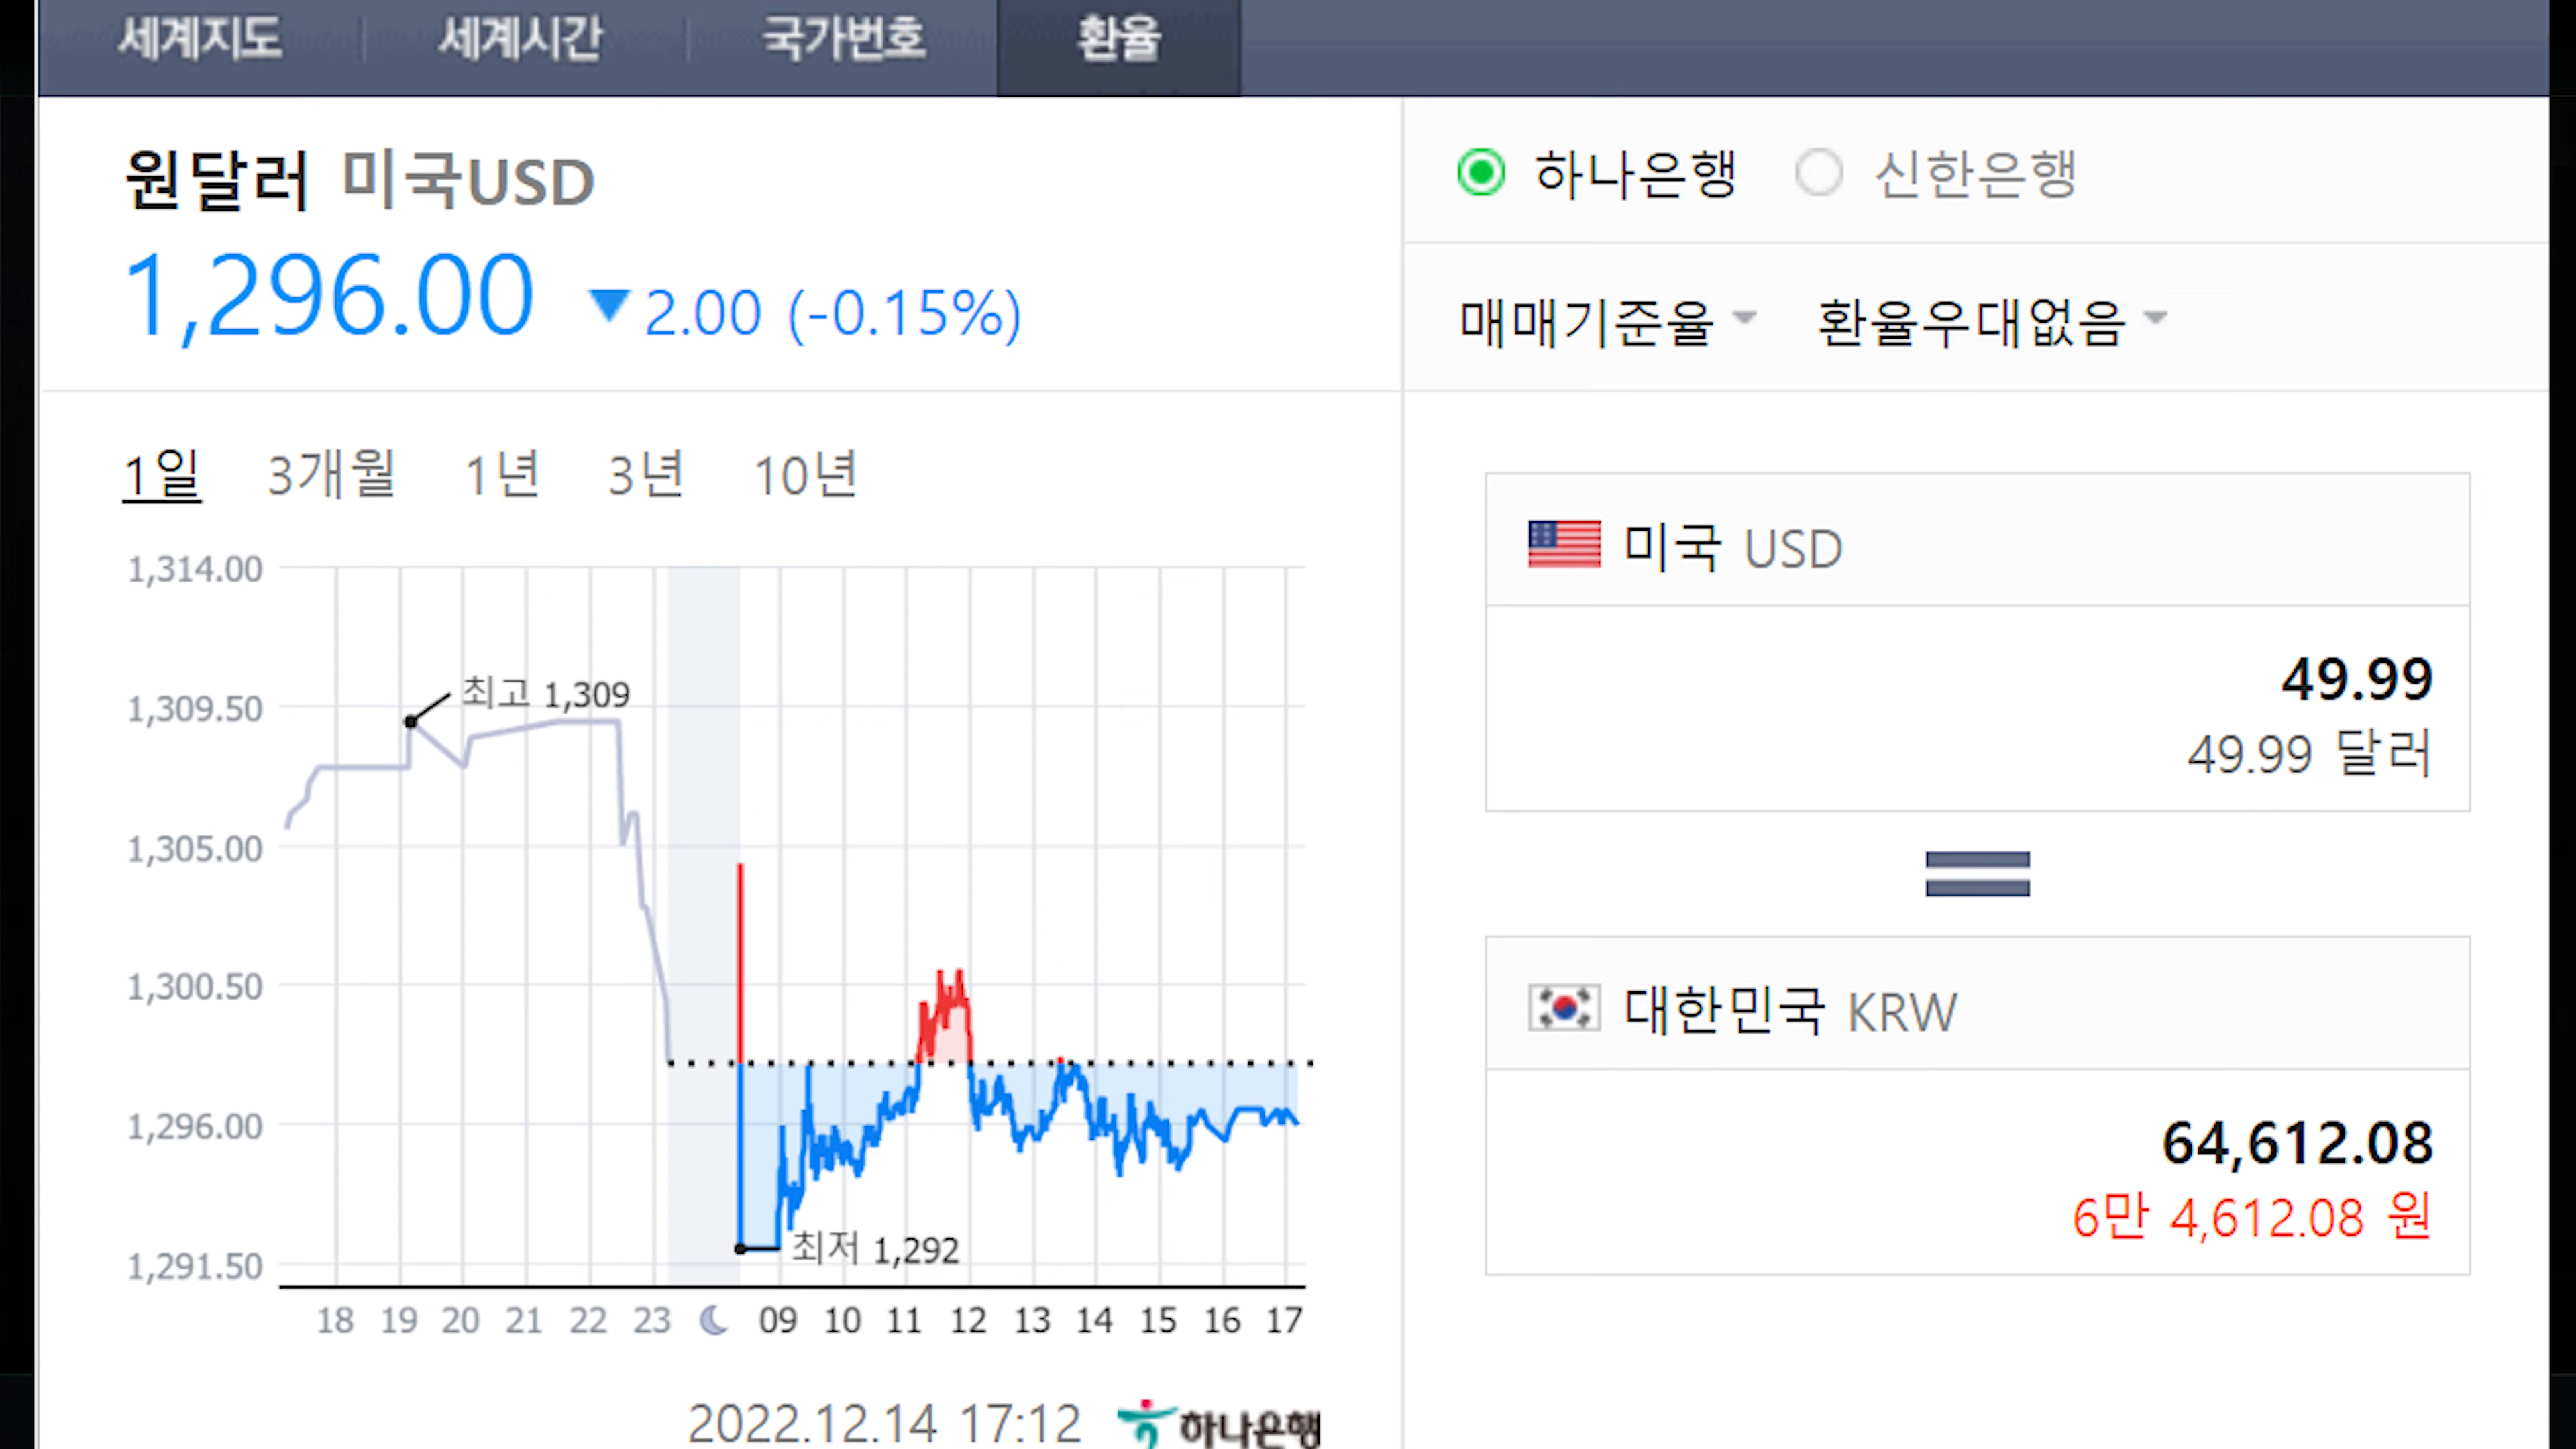 세계지도 세계시간 국가번호 환율
원달러 미국USD
1,296.00 ▼2.00 (-0.15%)
1일 3개월 1년 3년 10년
1,314.00
최고 1,309
1,309.50
1,305.00
1,300.50
1,296.00
최저 1,292
1,291.50
18 19 20 21 22 23 09 10 11 12 13 14 15 16 17
2022.12.14 17:12 하나은행
하나은행 신한은행
매매기준율 환율우대없음
미국 USD
49.99
49.99 달러
대한민국 KRW
64,612.08
6만 4,612.08 원